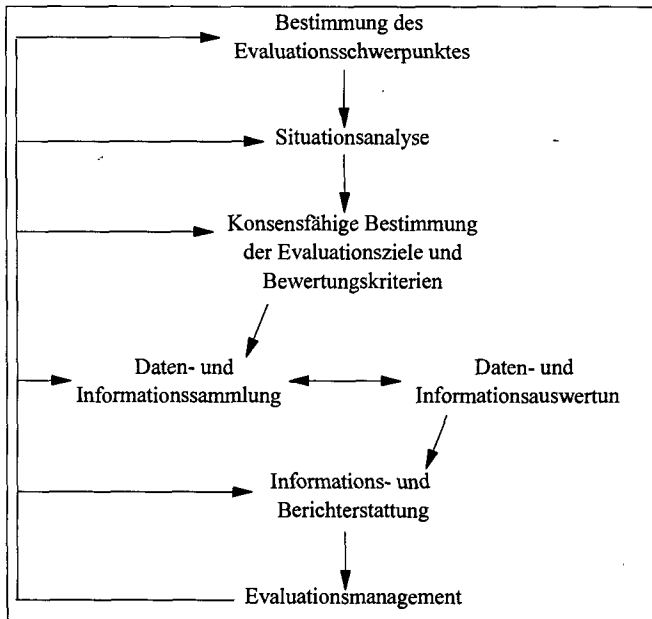 Bestimmung des
Evaluationsschwerpunktes
Situationsanalyse
Konsensfähige Bestimmung
der Evaluationsziele und
Bewertungskriterien
Daten- und
Informationssammlung
Daten- und
Informationsauswertun
Informations- und
Berichterstattung
Evaluationsmanagement